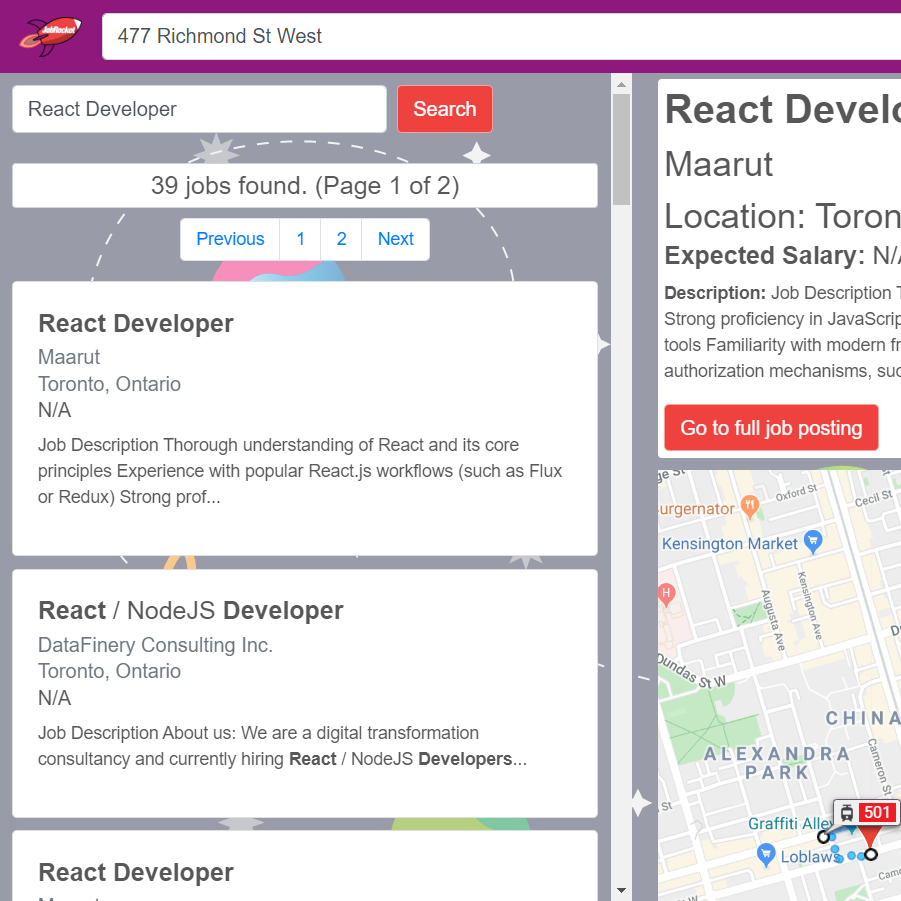 JobRocket
477 Richmond St West
React Developer
Search
39 jobs found. (Page 1 of 2)
Previous
1
2
Next
React Developer
Maarut
Toronto, Ontario
N/A
Job Description Thorough understanding of React and its core
principles Experience with popular React.js workflows (such as Flux
or Redux) Strong prof...
React / NodeJS Developer
DataFinery Consulting Inc.
Toronto, Ontario
N/A
Job Description About us: We are a digital transformation
consultancy and currently hiring React / NodeJS Developers...
React Developer
React Develo
Maarut
Location: Toron
Expected Salary: N/
Description: Job Description T
Strong proficiency in JavaScrip
tools Familiarity with modern fr
authorization mechanisms, suc
Go to full job posting
ge St
Oxford St
Cecil St
urgernator
Kensington Market
Kensington Ave
Augusta Ave
H
Dundas St W
CHINA
ALEXANDRA
PARK
Cameron St
St
501
Graffiti Alley
Loblaws
Came